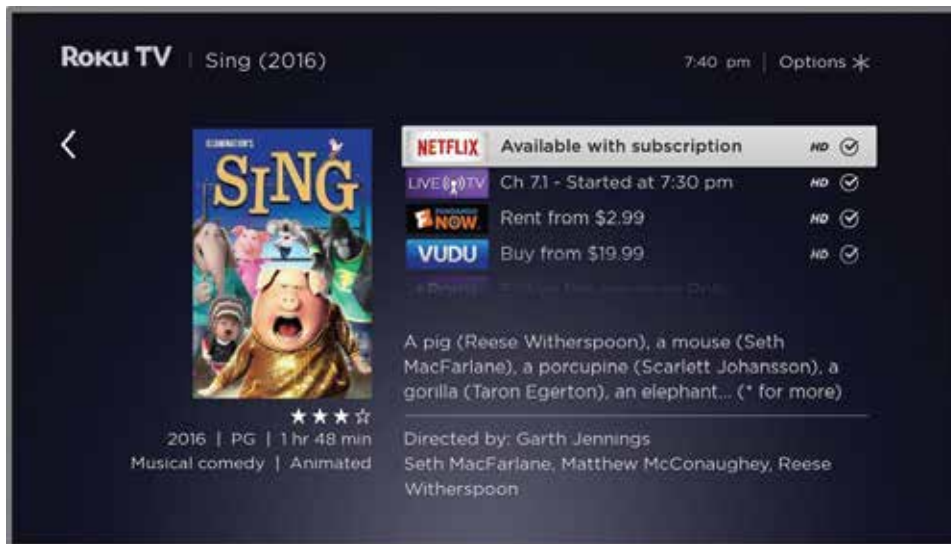 Roku TV | Sing (2016)
7:40 pm | Options
ILLUMINATION'S
SING
NETFLIX Available with subscription HD
LIVE TV Ch 7.1 - Started at 7:30 pm HD
FANDANGO NOW Rent from $2.99 HD
VUDU Buy from $19.99 HD
A pig (Reese Witherspoon), a mouse (Seth
MacFarlane), a porcupine (Scarlett Johansson), a
gorilla (Taron Egerton), an elephant... (* for more)
2016 | PG | 1 hr 48 min
Musical comedy | Animated
Directed by: Garth Jennings
Seth MacFarlane, Matthew McConaughey, Reese
Witherspoon